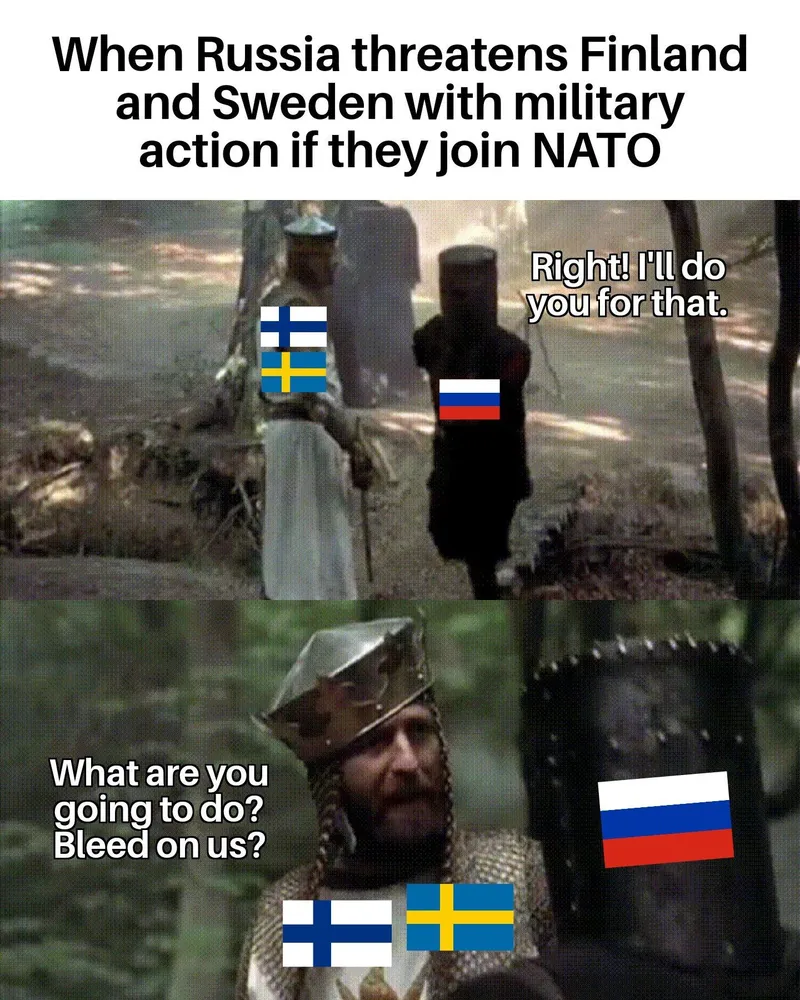 When Russia threatens Finland
and Sweden with military
action if they join NATO
Right! I'll do
you for that.
What are you
going to do?
Bleed on us?